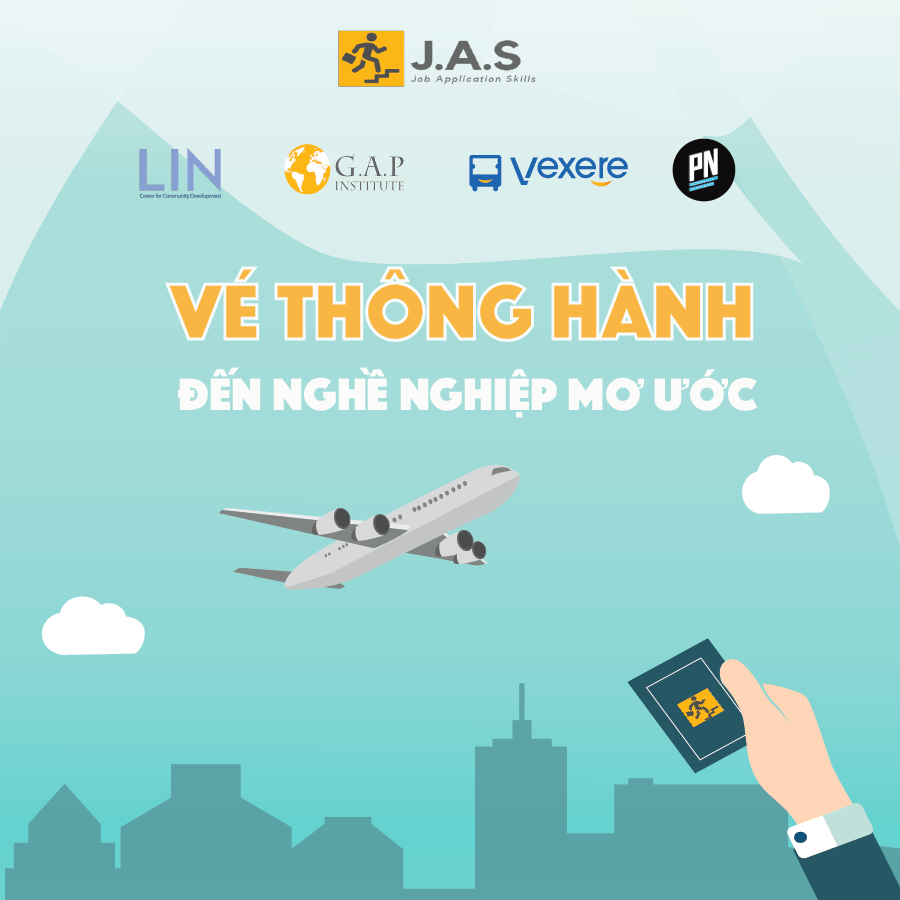 J.A.S
Job Application Skills
LIN
Center for Community Development
G.A.P
INSTITUTE
vexere
PN
VÉ THÔNG HÀNH
ĐẾN NGHỀ NGHIỆP MƠ ƯỚC